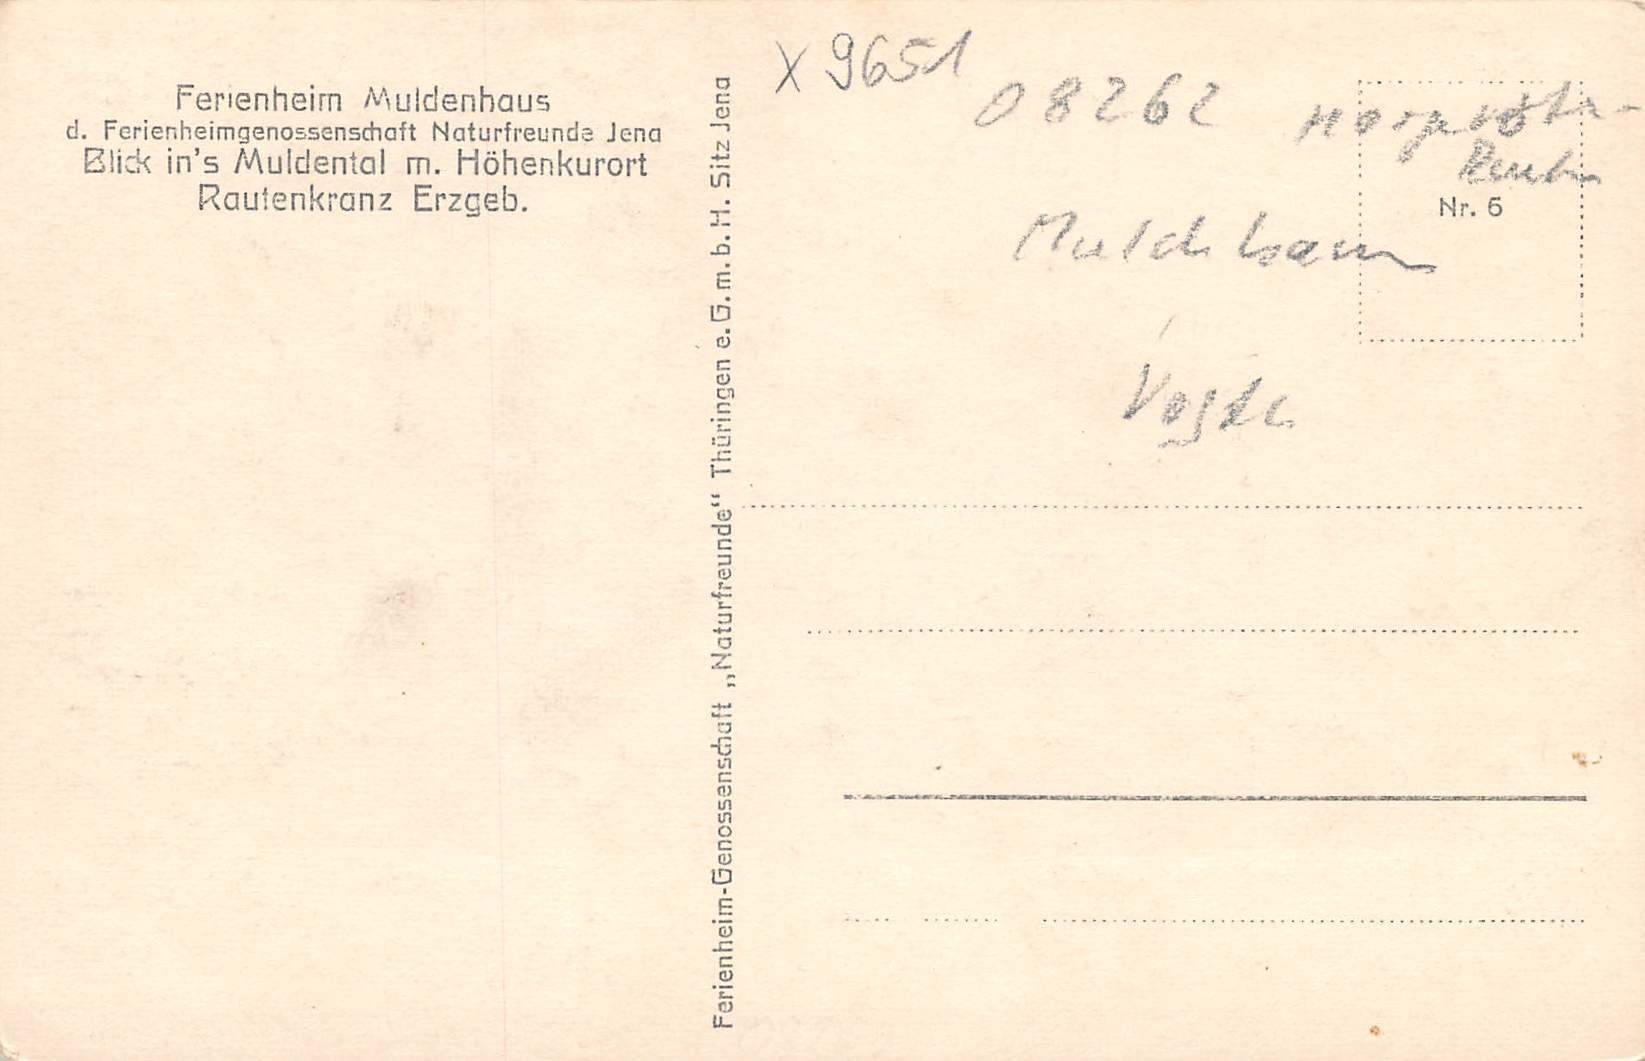 Ferienheim Muldenhaus
d. Ferienheimgenossenschaft Naturfreunde Jena
Blick in's Muldental m. Höhenkurort
Rautenkranz Erzgeb.
Ferienheim-Genossenschaft „Naturfreunde“ Thüringen e.G.m.b.H. Sitz Jena
X 9651
08262
Nr. 6